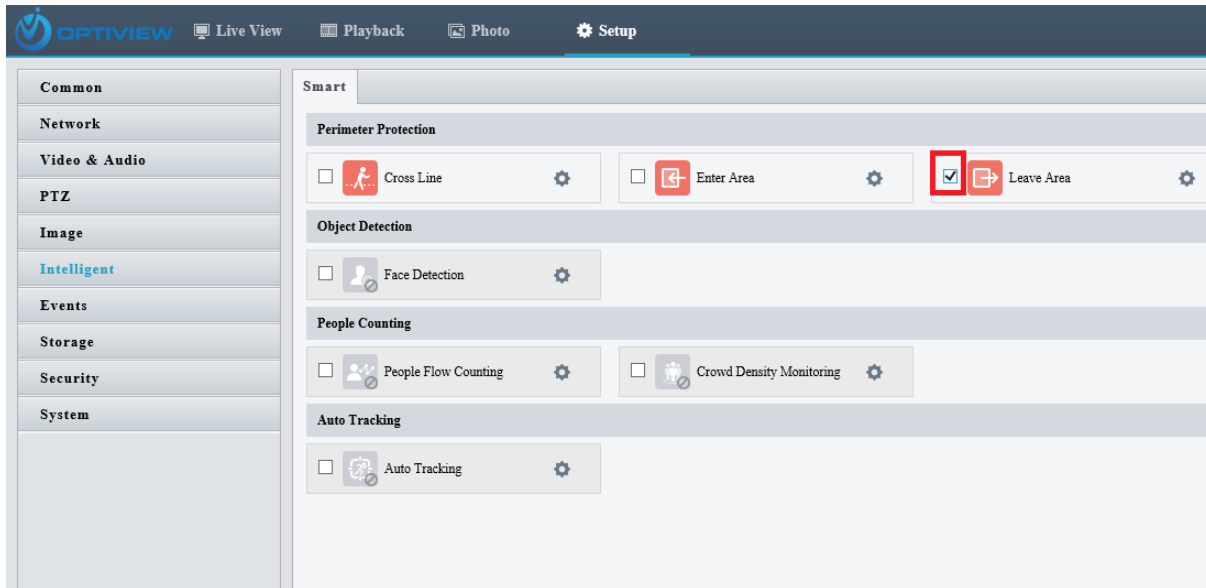 OPTIVIEW Live View Playback Photo Setup
Common
Network
Video & Audio
PTZ
Image
Intelligent
Events
Storage
Security
System
Smart
Perimeter Protection
Cross Line Enter Area Leave Area
Object Detection
Face Detection
People Counting
People Flow Counting Crowd Density Monitoring
Auto Tracking
Auto Tracking